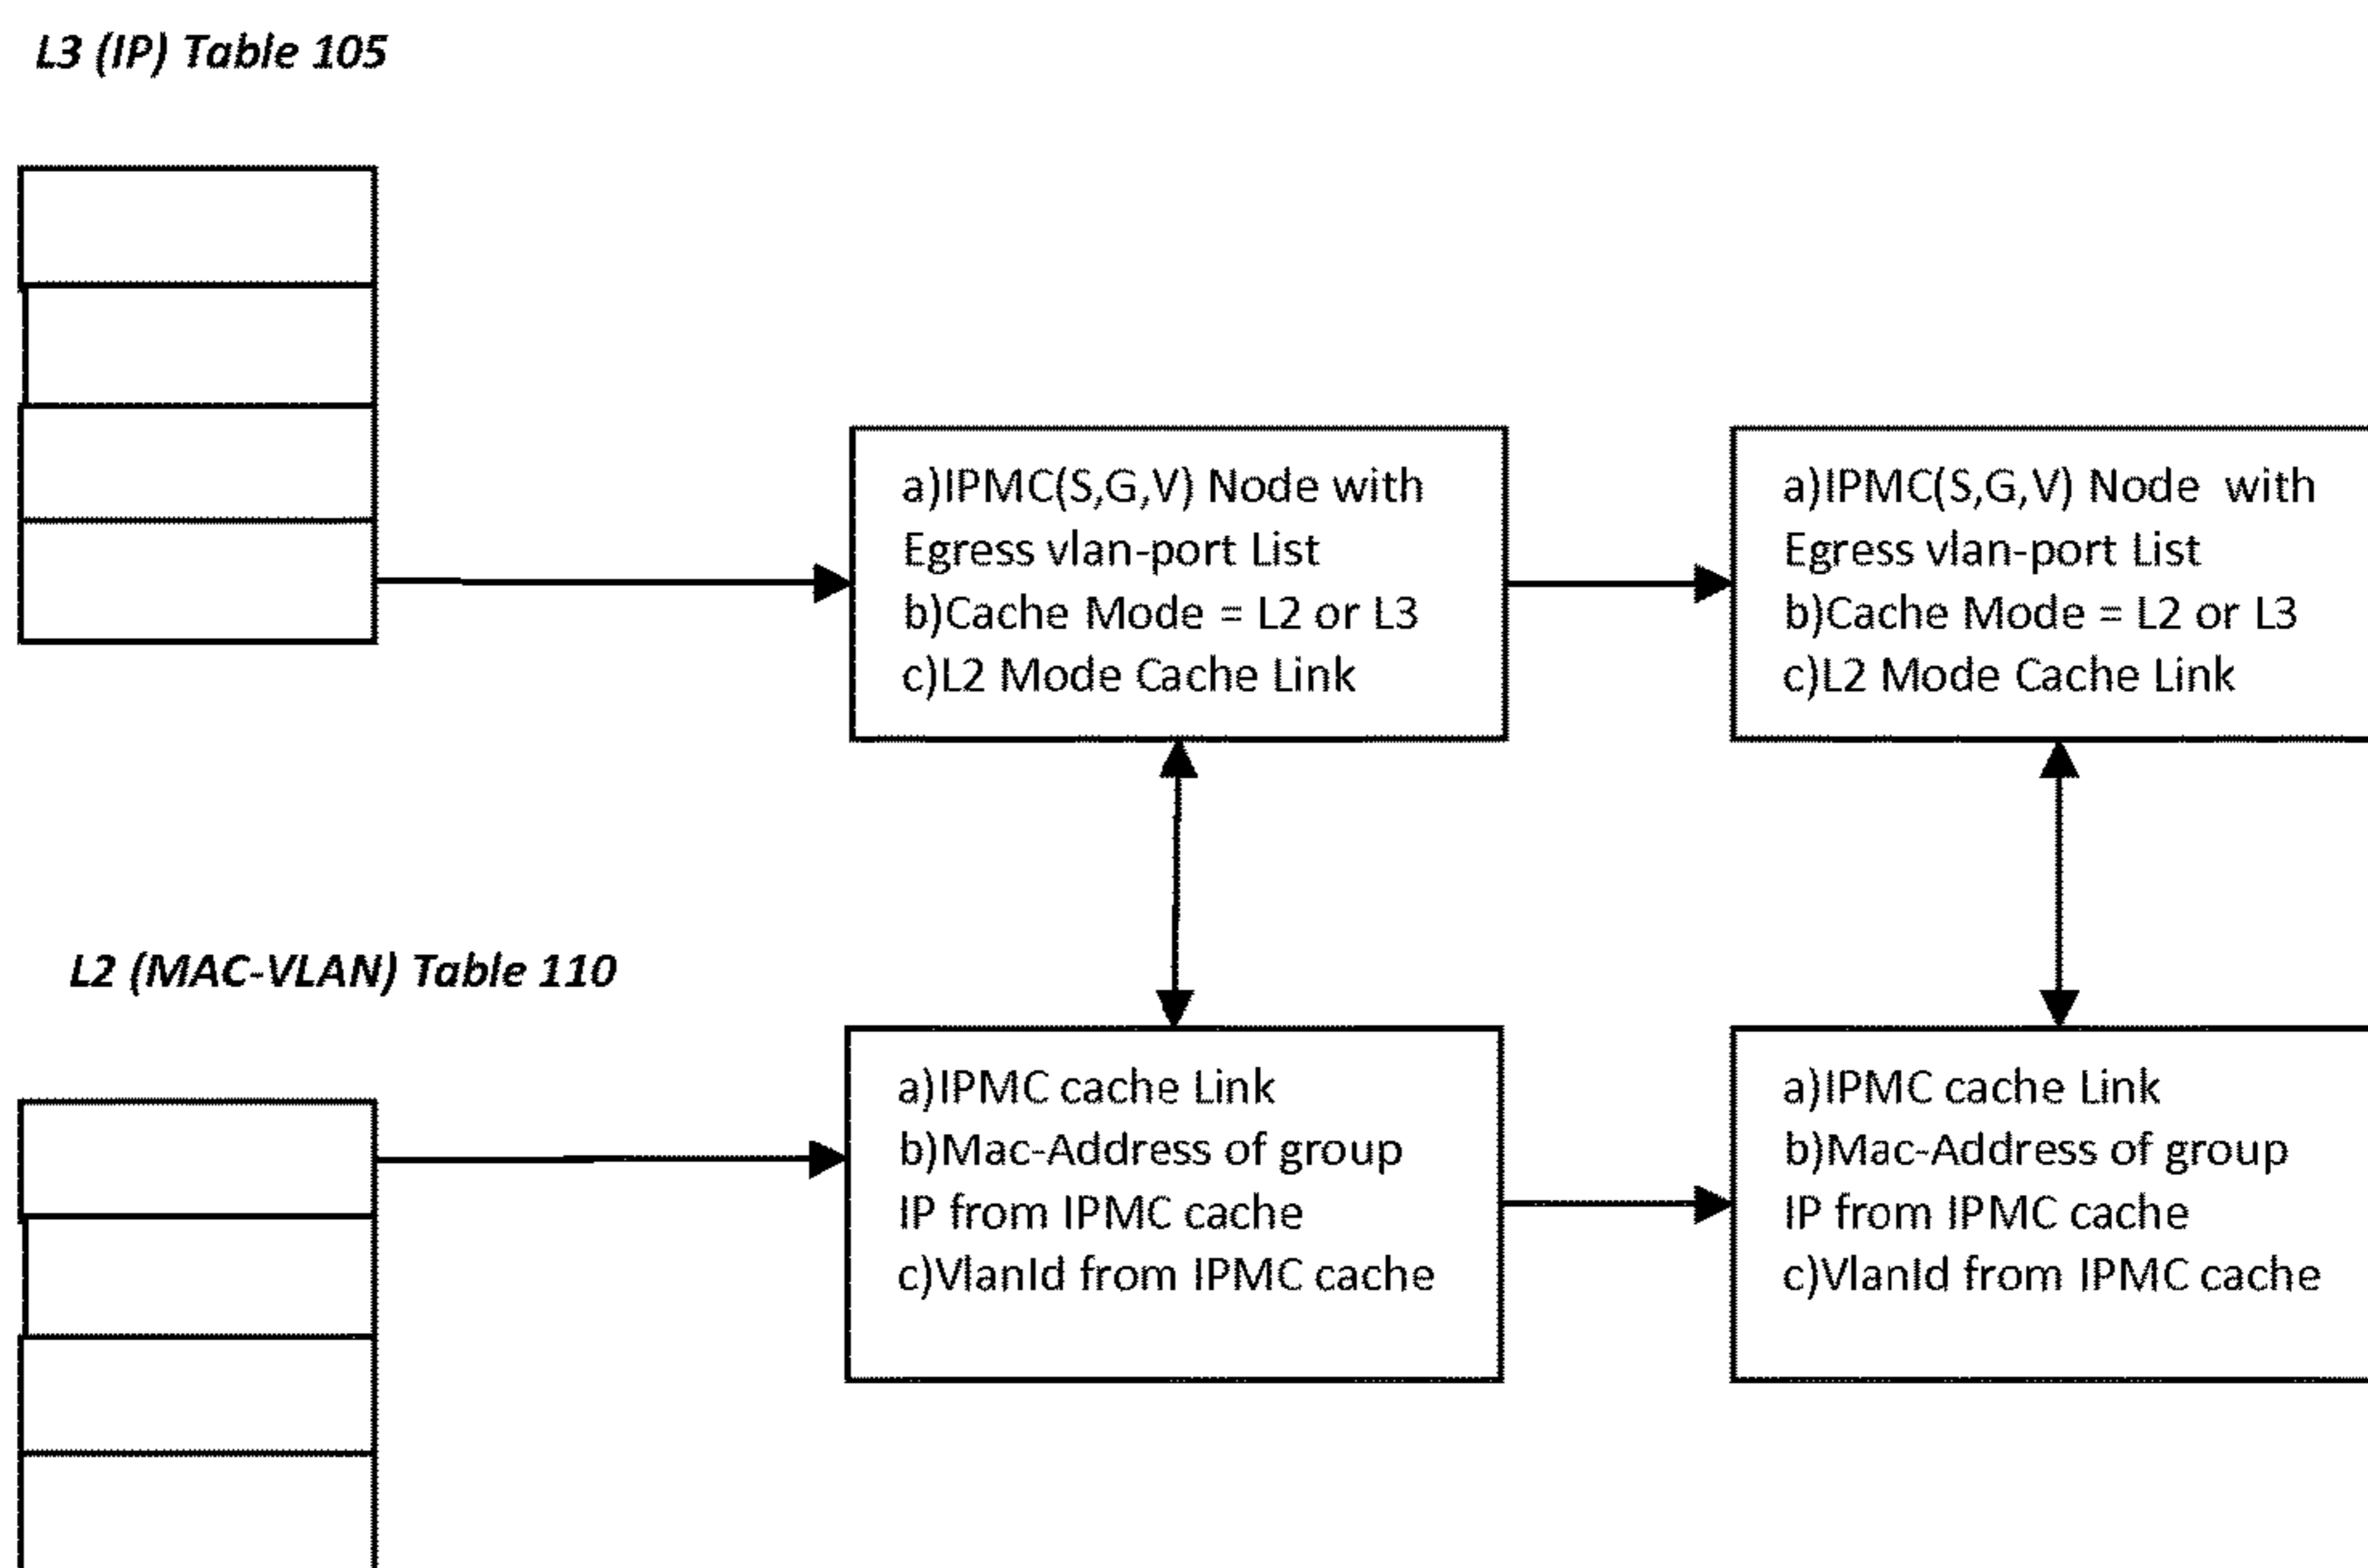 L3 (IP) Table 105
a)IPMC(S,G,V) Node with
Egress vlan-port List
b)Cache Mode = L2 or L3
c)L2 Mode Cache Link
a)IPMC(S,G,V) Node with
Egress vlan-port List
b)Cache Mode = L2 or L3
c)L2 Mode Cache Link
L2 (MAC-VLAN) Table 110
a)IPMC cache Link
b)Mac-Address of group
IP from IPMC cache
c)VlanId from IPMC cache
a)IPMC cache Link
b)Mac-Address of group
IP from IPMC cache
c)VlanId from IPMC cache